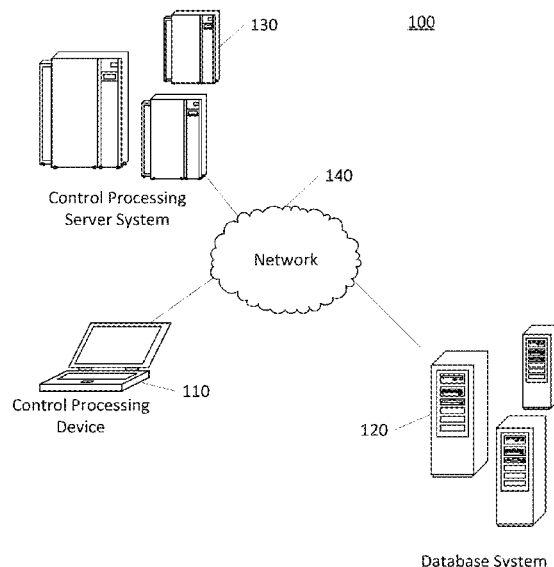 130
100
Control Processing
Server System
140
Network
110
Control Processing
Device
120
Database System